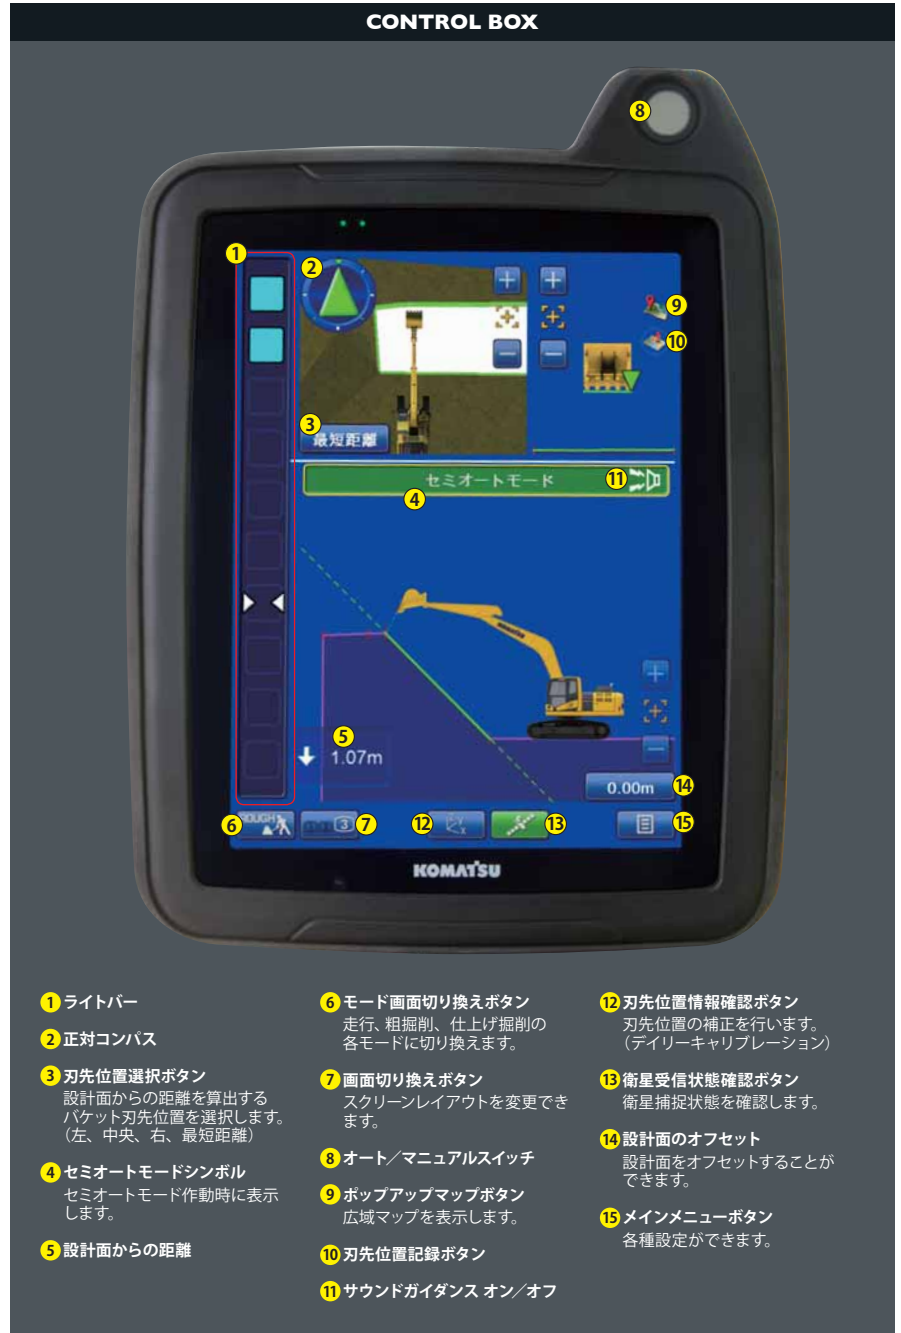 CONTROL BOX
8
1
2
9
10
3
最短距離
セミオートモード
11
4
KOMATSU
5
1.07m
0.00m
14
6
ROUGH
3
7
12
13
15
KOMATSU
1 ライトバー
2 正対コンパス
3 刃先位置選択ボタン
設計面からの距離を算出する
バケット刃先位置を選択します。
（左、中央、右、最短距離）
4 セミオートモードシンボル
セミオートモード作動時に表示
します。
5 設計面からの距離
6 モード画面切り換えボタン
走行、粗掘削、仕上げ掘削の
各モードに切り換えます。
7 画面切り換えボタン
スクリーンレイアウトを変更でき
ます。
8 オート／マニュアルスイッチ
9 ポップアップマップボタン
広域マップを表示します。
10 刃先位置記録ボタン
11 サウンドガイダンス オン／オフ
12 刃先位置情報確認ボタン
刃先位置の補正を行います。
（デイリーキャリブレーション）
13 衛星受信状態確認ボタン
衛星捕捉状態を確認します。
14 設計面のオフセット
設計面をオフセットすることが
できます。
15 メインメニューボタン
各種設定ができます。